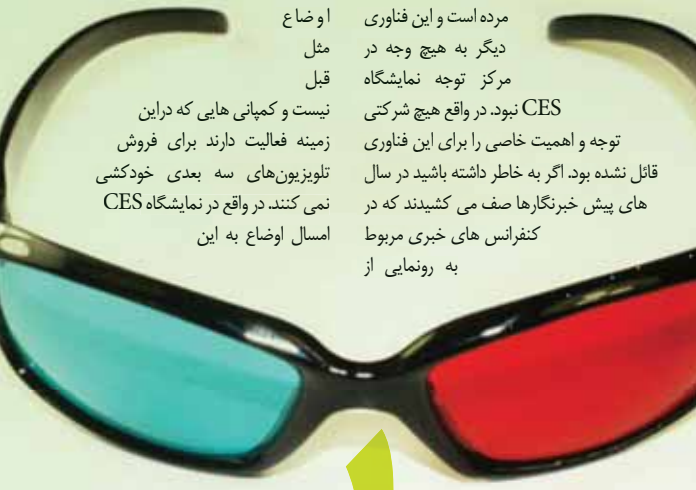 مرده است و این فناوری
دیگر به هیچ وجه در
مرکز توجه نمایشگاه
CES نبود. در واقع هیچ شرکتی
توجه و اهمیت خاصی را برای این فناوری
قائل نشده بود. اگر به خاطر داشته باشید در سال
های پیش خبرنگارها صف می کشیدند که در
کنفرانس های خبری مربوط
به رونمایی از
اوضاع
مثل
قبل
نیست و کمپانی هایی که دراین
زمینه فعالیت دارند برای فروش
تلویزیون‌های سه بعدی خودکشی
نمی کنند. در واقع در نمایشگاه CES
امسال اوضاع به این